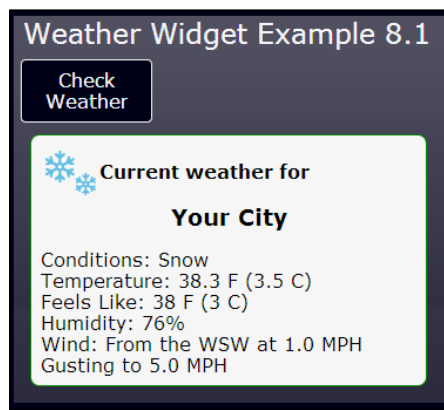 Weather Widget Example 8.1
Check
Weather
Current weather for
Your City
Conditions: Snow
Temperature: 38.3 F (3.5 C)
Feels Like: 38 F (3 C)
Humidity: 76%
Wind: From the WSW at 1.0 MPH
Gusting to 5.0 MPH